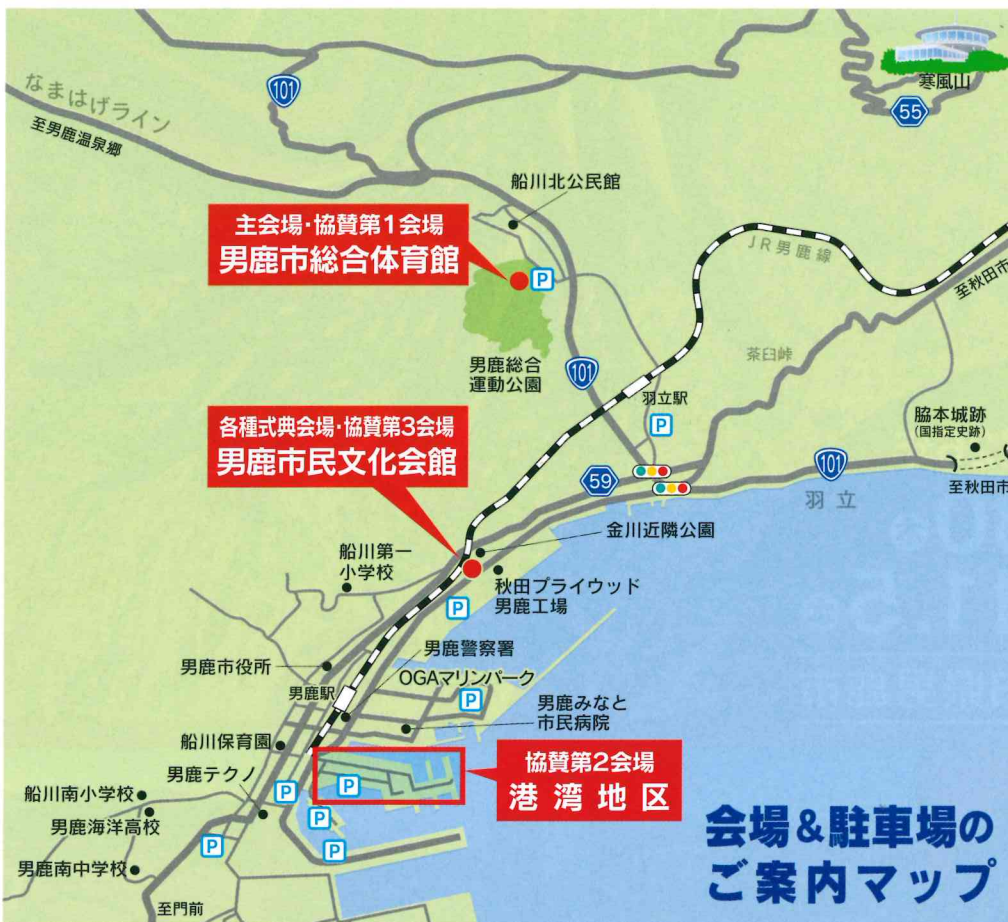 101
寒風山
55
なまはげライン
至男鹿温泉郷
船川北公民館
主会場・協賛第1会場
男鹿市総合体育館
P
JR男鹿線
至秋田市
男鹿総合
運動公園
101
茶臼峠
羽立駅
P
脇本城跡
(国指定史跡)
各種式典会場・協賛第3会場
男鹿市民文化会館
59
101
至秋田市
羽立
金川近隣公園
船川第一
小学校
秋田プライウッド
男鹿工場
P
男鹿警察署
男鹿市役所
OGAマリンパーク
男鹿駅
P
男鹿みなと
市民病院
船川保育園
協賛第2会場
港湾地区
男鹿テクノ
P
P
船川南小学校
P
男鹿海洋高校
P
P
男鹿南中学校
至門前
会場&駐車場の
ご案内マップ